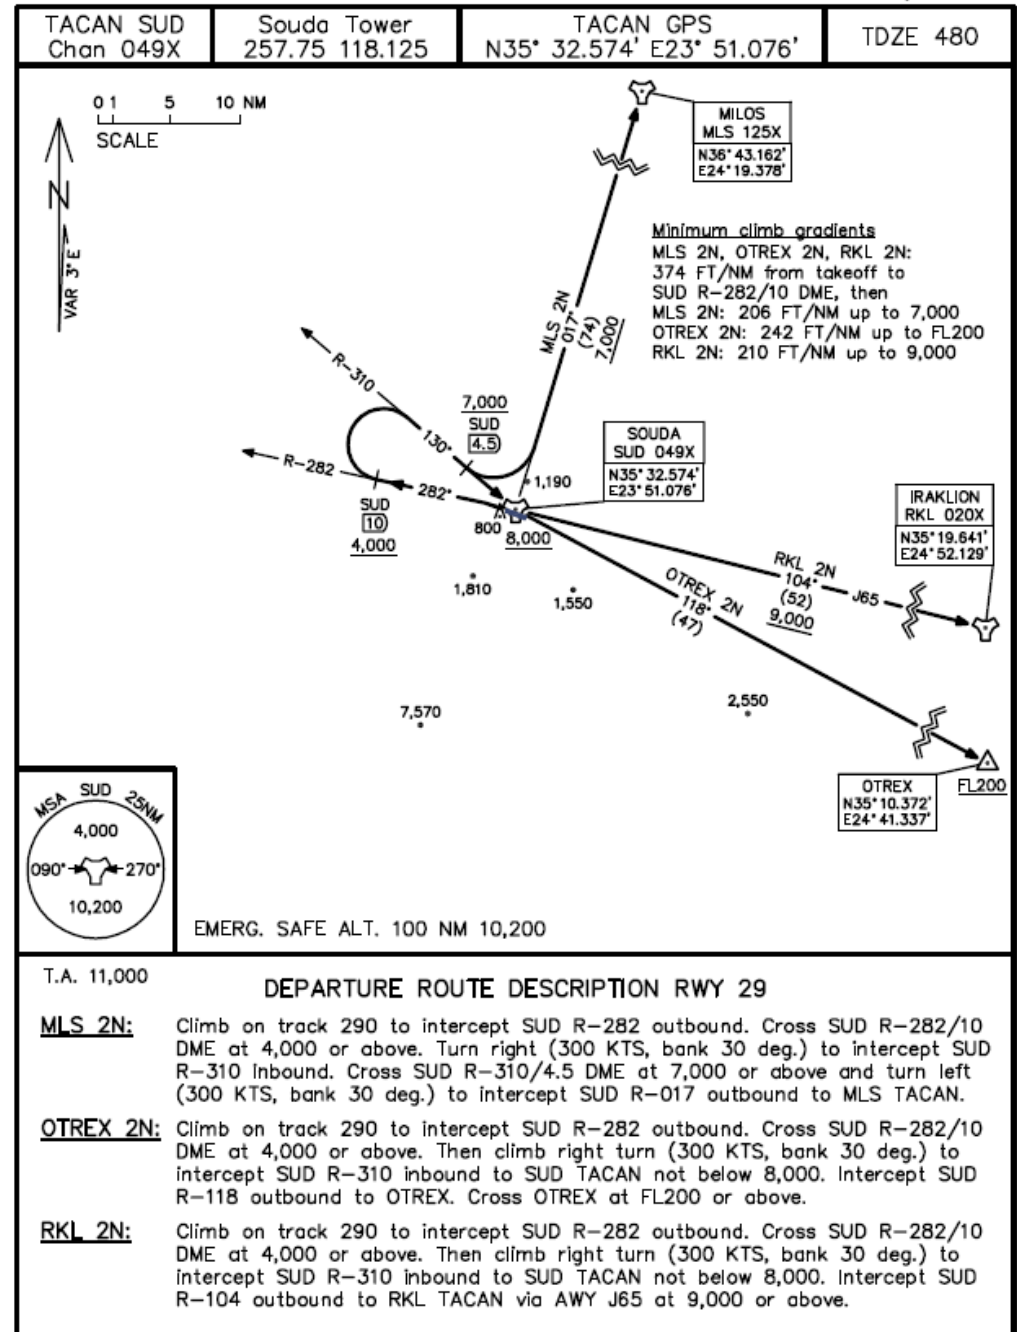 TACAN SUD
Chan 049X
Souda Tower
257.75 118.125
TACAN GPS
N35° 32.574' E23° 51.076'
TDZE 480
0 1 5 10 NM
SCALE
N
VAR 3° E
MILOS
MLS 125X
N36° 43.162'
E24° 19.378'
Minimum climb gradients
MLS 2N, OTREX 2N, RKL 2N:
374 FT/NM from takeoff to
SUD R-282/10 DME, then
MLS 2N: 206 FT/NM up to 7,000
OTREX 2N: 242 FT/NM up to FL200
RKL 2N: 210 FT/NM up to 9,000
MLS 2N
017°
(74)
7,000
R-310
130°
7,000
SUD
4.5
R-282
282°
SUD
10
4,000
SOUDA
SUD 049X
N35° 32.574'
E23° 51.076'
1,190
800
8,000
IRAKLION
RKL 020X
N35° 19.641'
E24° 52.129'
RKL 2N
104°
(52)
9,000
J65
OTREX 2N
118°
(47)
1,810
1,550
7,570
2,550
OTREX
N35° 10.372'
E24° 41.337'
FL200
MSA SUD 25NM
4,000
090° 270°
10,200
EMERG. SAFE ALT. 100 NM 10,200
T.A. 11,000
DEPARTURE ROUTE DESCRIPTION RWY 29
MLS 2N: Climb on track 290 to intercept SUD R-282 outbound. Cross SUD R-282/10
DME at 4,000 or above. Turn right (300 KTS, bank 30 deg.) to intercept SUD
R-310 Inbound. Cross SUD R-310/4.5 DME at 7,000 or above and turn left
(300 KTS, bank 30 deg.) to intercept SUD R-017 outbound to MLS TACAN.
OTREX 2N: Climb on track 290 to intercept SUD R-282 outbound. Cross SUD R-282/10
DME at 4,000 or above. Then climb right turn (300 KTS, bank 30 deg.) to
intercept SUD R-310 inbound to SUD TACAN not below 8,000. Intercept SUD
R-118 outbound to OTREX. Cross OTREX at FL200 or above.
RKL 2N: Climb on track 290 to intercept SUD R-282 outbound. Cross SUD R-282/10
DME at 4,000 or above. Then climb right turn (300 KTS, bank 30 deg.) to
intercept SUD R-310 inbound to SUD TACAN not below 8,000. Intercept SUD
R-104 outbound to RKL TACAN via AWY J65 at 9,000 or above.